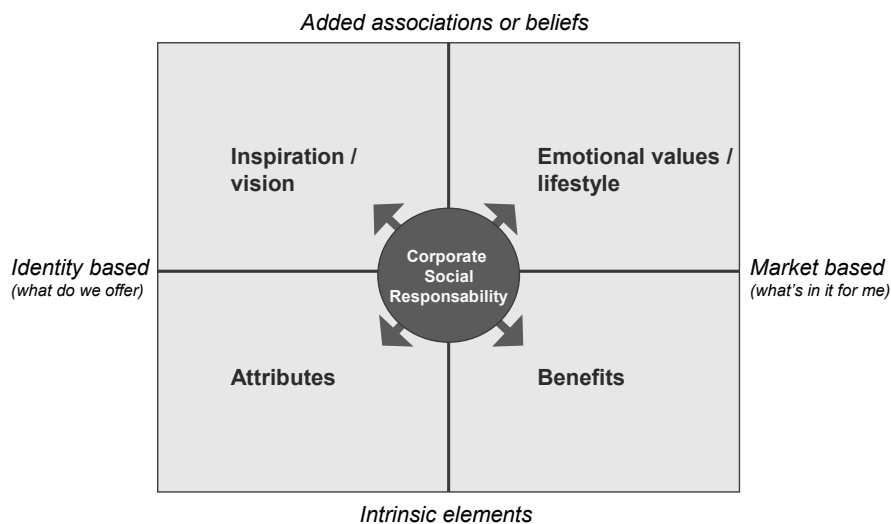 Added associations or beliefs
Inspiration /
vision
Emotional values /
lifestyle
Identity based
(what do we offer)
Corporate
Social
Responsability
Market based
(what's in it for me)
Attributes
Benefits
Intrinsic elements